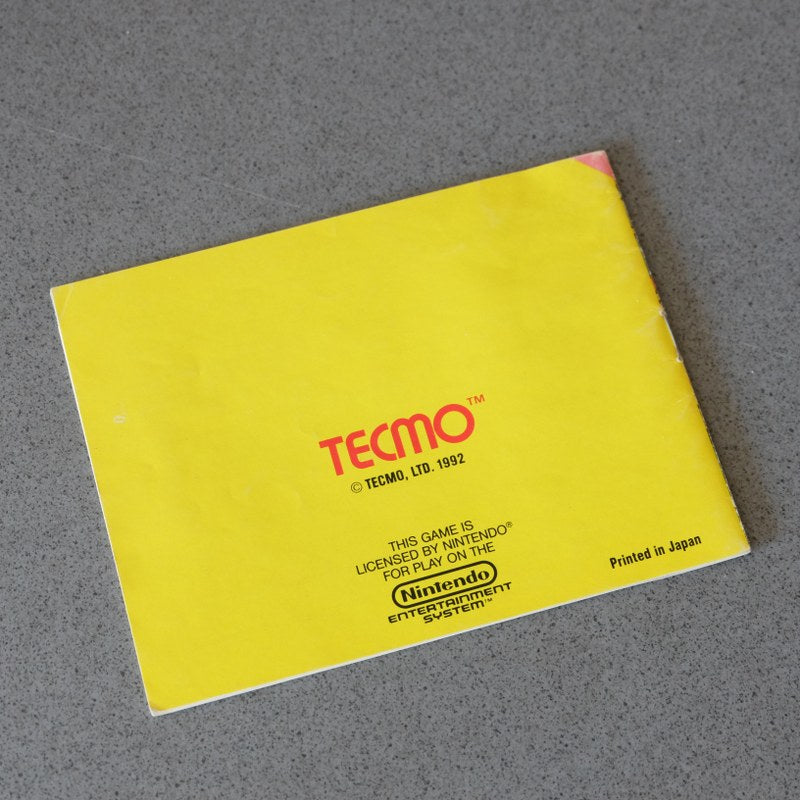 TECMO™
© TECMO, LTD. 1992
THIS GAME IS
LICENSED BY NINTENDO®
FOR PLAY ON THE
Nintendo
ENTERTAINMENT
SYSTEM™
Printed in Japan